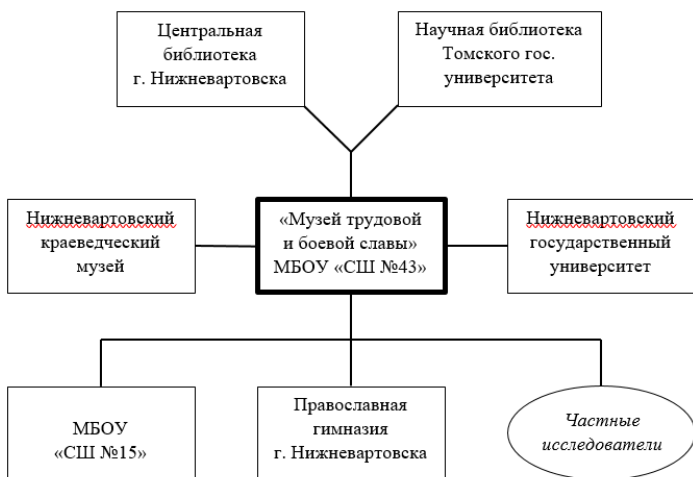 Центральная
библиотека
г. Нижневартовска
Научная библиотека
Томского гос.
университета
Нижневартовский
краеведческий
музей
«Музей трудовой
и боевой славы»
МБОУ «СШ №43»
Нижневартовский
государственный
университет
МБОУ
«СШ №15»
Православная
гимназия
г. Нижневартовска
Частные
исследователи